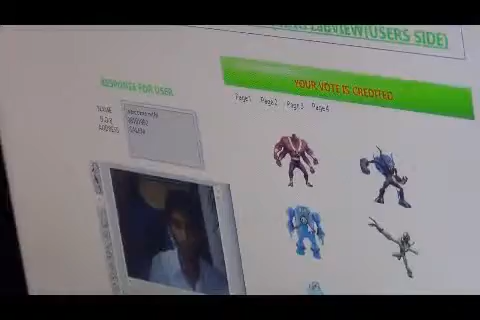 LabVIEW(USERS SIDE)
RESPONSE FOR USER
YOUR VOTE IS CREDITED
Page1 Page2 Page3 Page4
NAME
D.O.B
ADDRESS